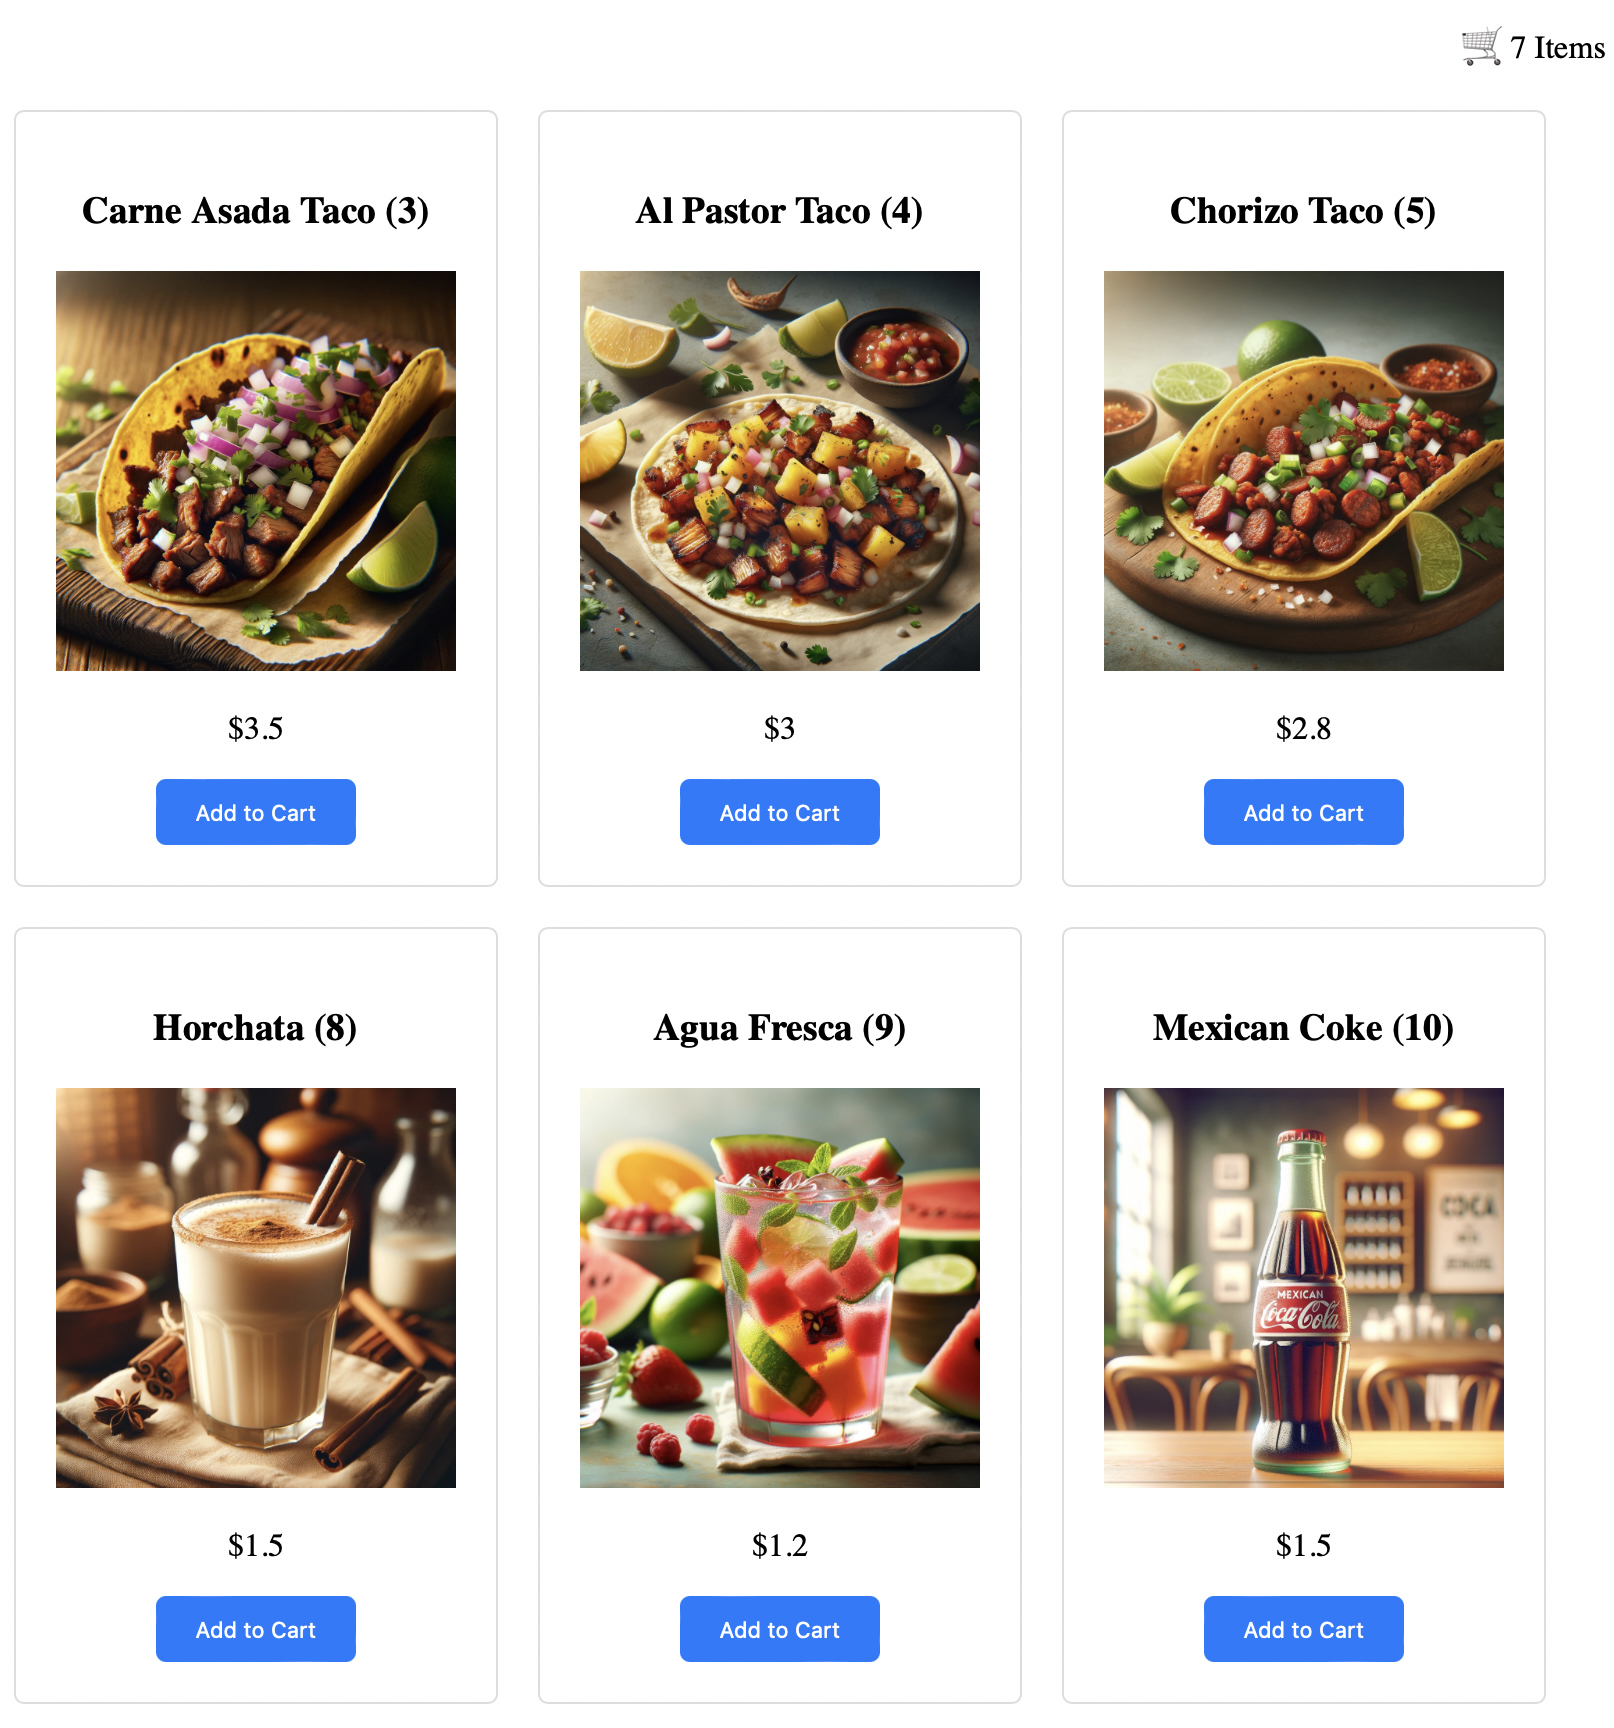 7 Items
Carne Asada Taco (3)
Al Pastor Taco (4)
Chorizo Taco (5)
$3.5
$3
$2.8
Add to Cart
Add to Cart
Add to Cart
Horchata (8)
Agua Fresca (9)
Mexican Coke (10)
COCA
MEXICAN
Coca-Cola
$1.5
$1.2
$1.5
Add to Cart
Add to Cart
Add to Cart